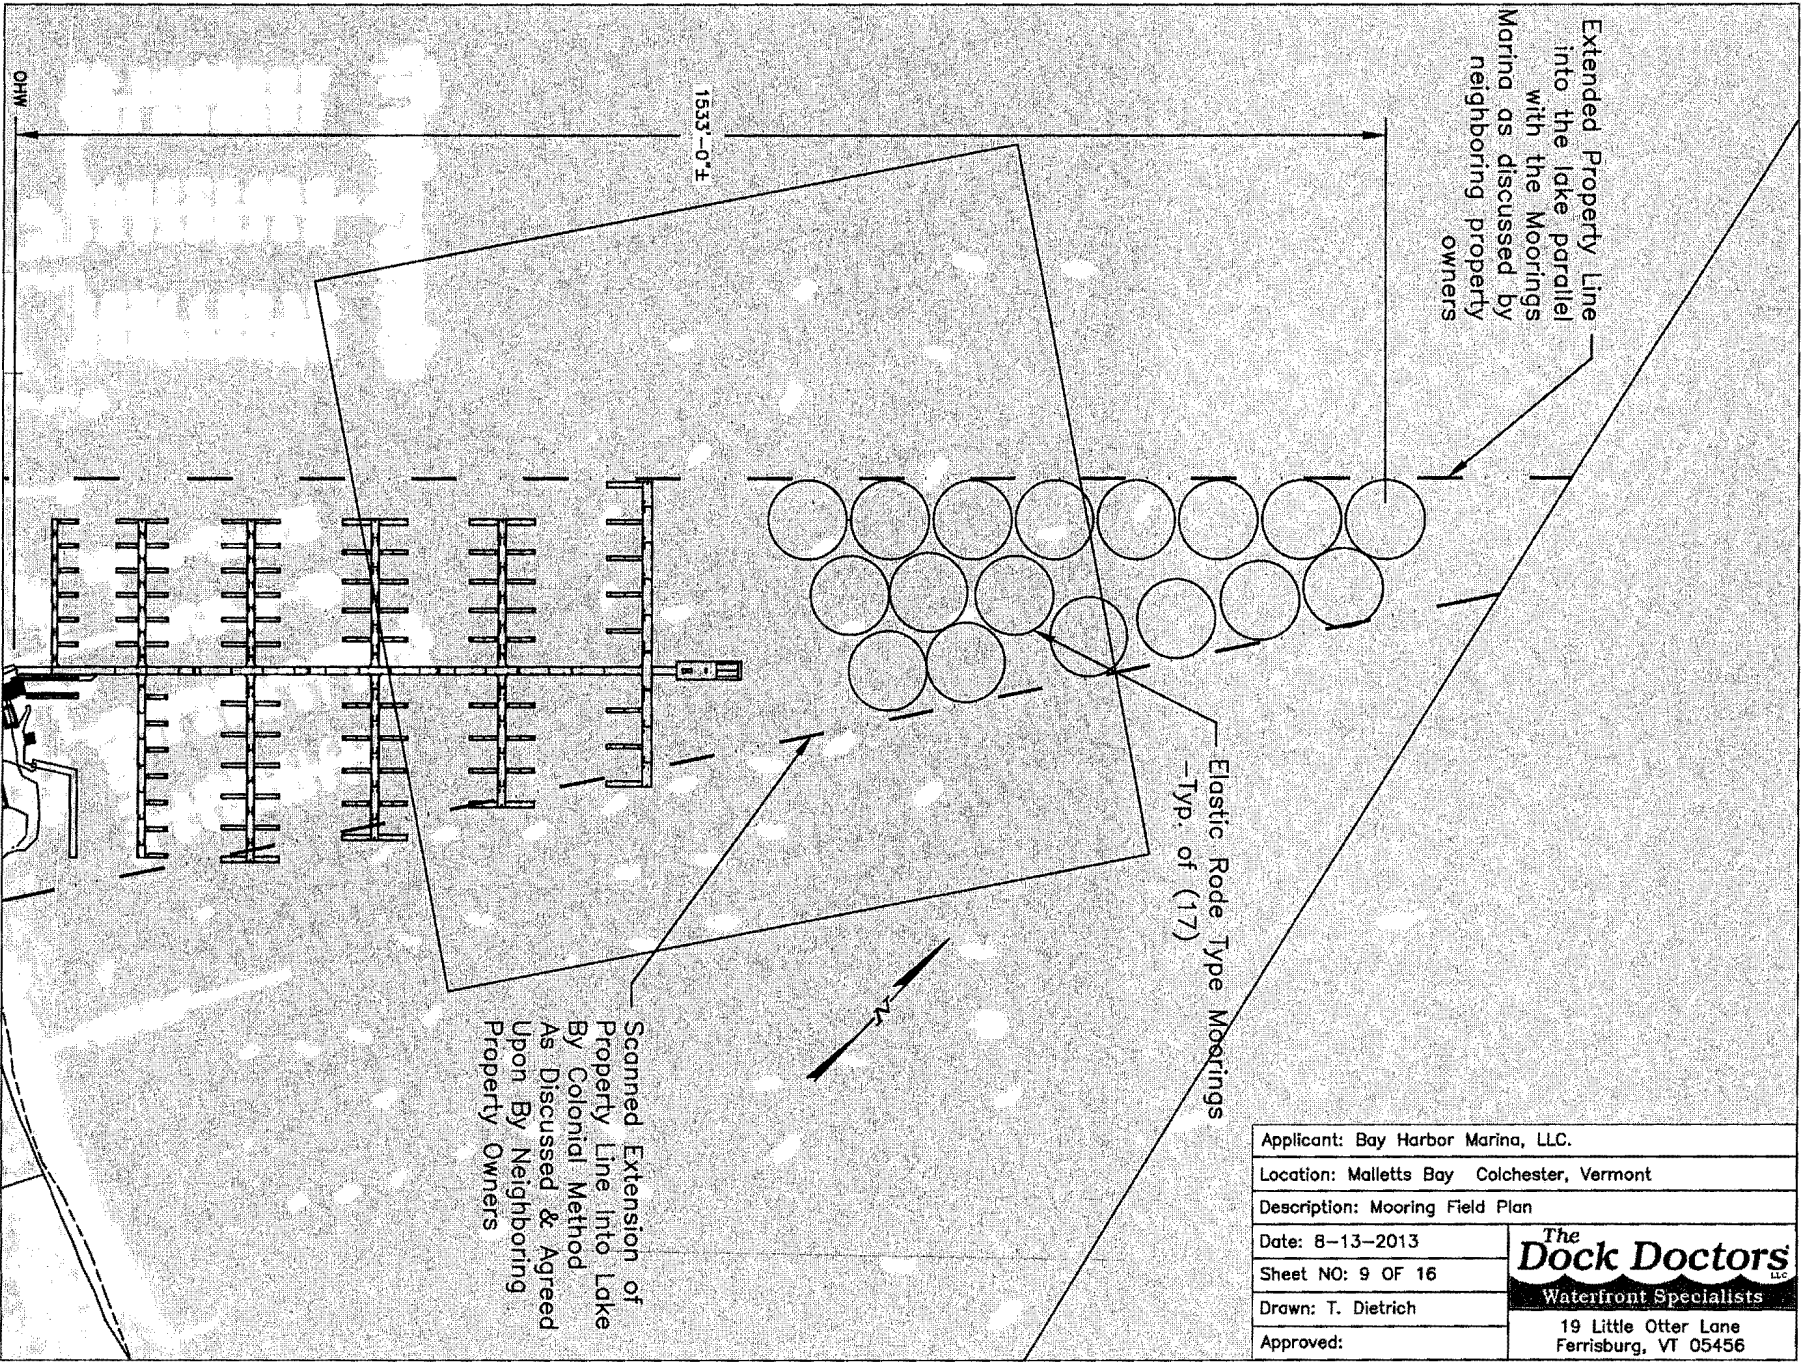 Extended Property Line
into the lake parallel
with the Moorings
Marina as discussed by
neighboring property
owners
OHW
1533'-0"±
Elastic Rode Type Moorings
-Typ. of (17)
N
Scanned Extension of
Property Line Into Lake
By Colonial Method
As Discussed & Agreed
Upon By Neighboring
Property Owners
Applicant: Bay Harbor Marina, LLC.
Location: Malletts Bay Colchester, Vermont
Description: Mooring Field Plan
Date: 8-13-2013
Sheet NO: 9 OF 16
Drawn: T. Dietrich
Approved:
The
Dock Doctors
LLC
Waterfront Specialists
19 Little Otter Lane
Ferrisburg, VT 05456